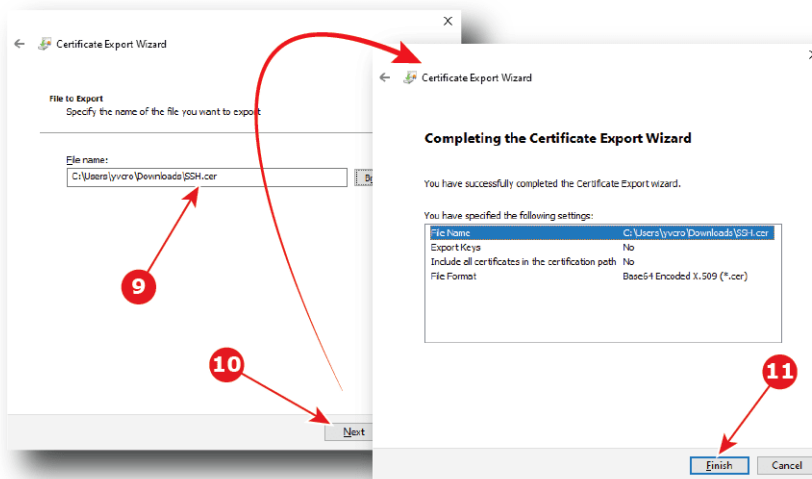 Certificate Export Wizard
File to Export
Specify the name of the file you want to export
File name:
C:\Users\yvcro\Downloads\SSH.cer
9
10
Next
Certificate Export Wizard
Completing the Certificate Export Wizard
You have successfully completed the Certificate Export wizard.
You have specified the following settings:
File Name C:\Users\yvcro\Downloads\SSH.cer
Export Keys No
Include all certificates in the certification path No
File Format Base64 Encoded X.509 (*.cer)
11
Finish Cancel